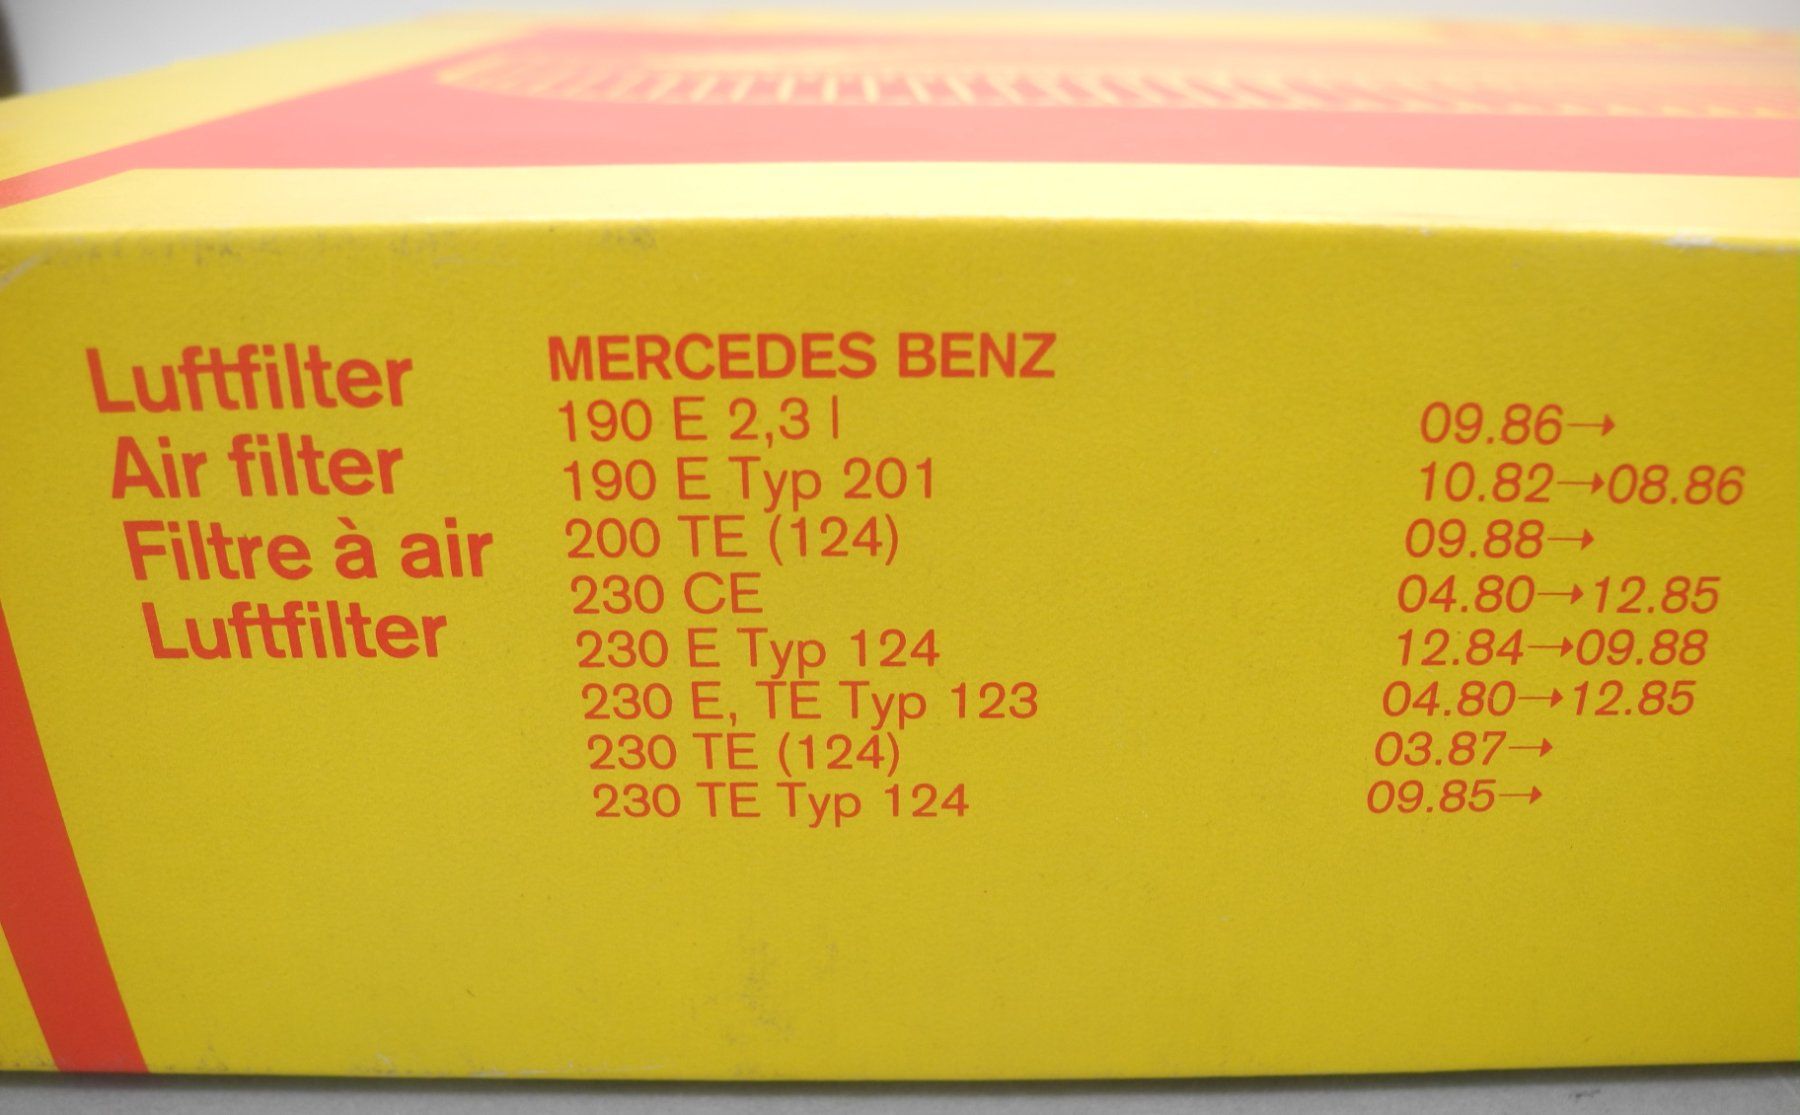 Luftfilter
Air filter
Filtre à air
Luftfilter
MERCEDES BENZ
190 E 2,3 l 09.86→
190 E Typ 201 10.82→08.86
200 TE (124) 09.88→
230 CE 04.80→12.85
230 E Typ 124 12.84→09.88
230 E, TE Typ 123 04.80→12.85
230 TE (124) 03.87→
230 TE Typ 124 09.85→